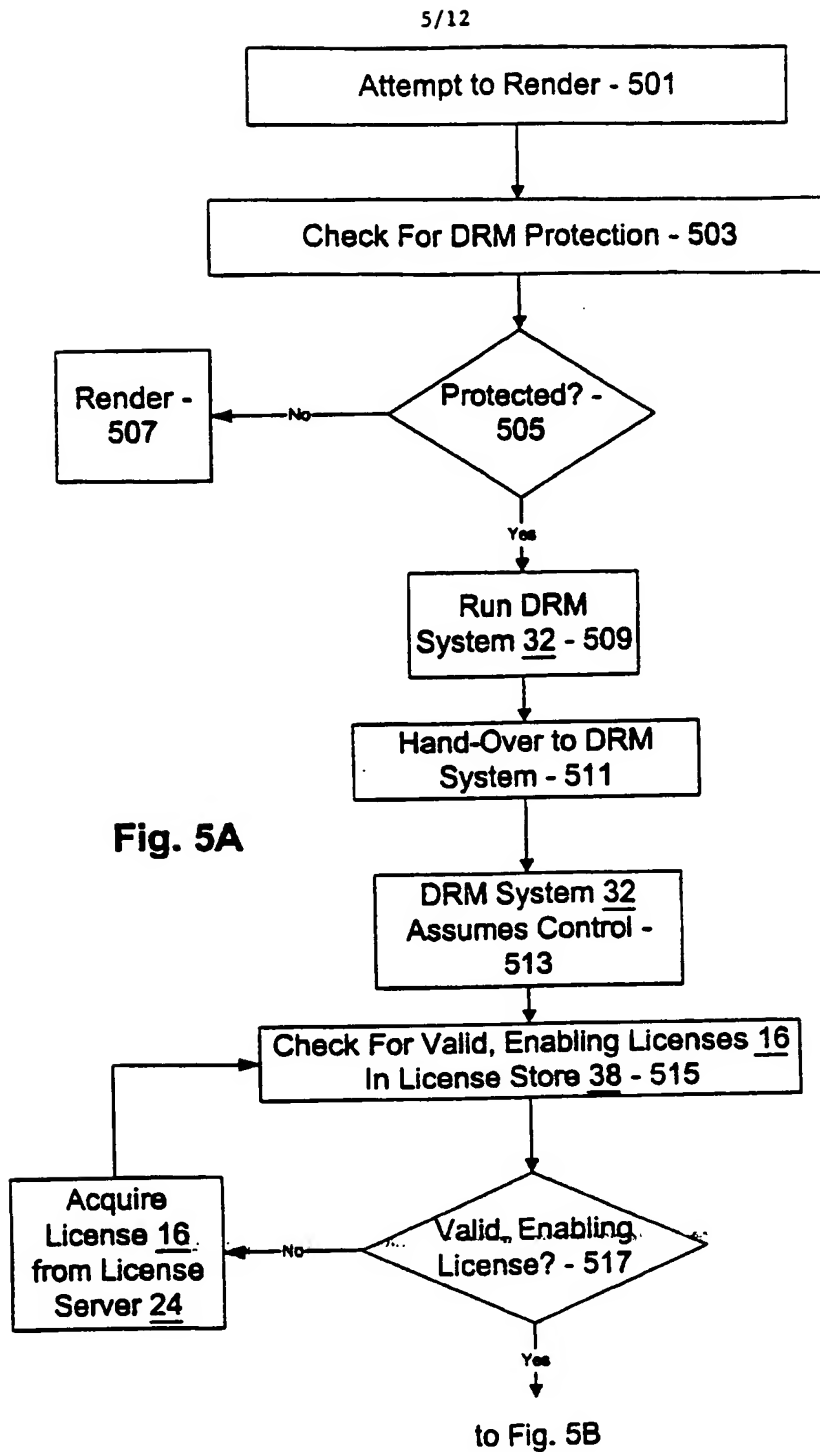 5/12
Attempt to Render - 501
Check For DRM Protection - 503
Protected? -
505
No
Render -
507
Yes
Run DRM
System 32 - 509
Hand-Over to DRM
System - 511
Fig. 5A
DRM System 32
Assumes Control -
513
Check For Valid, Enabling Licenses 16
In License Store 38 - 515
Valid, Enabling
License? - 517
No
Acquire
License 16
from License
Server 24
Yes
to Fig. 5B